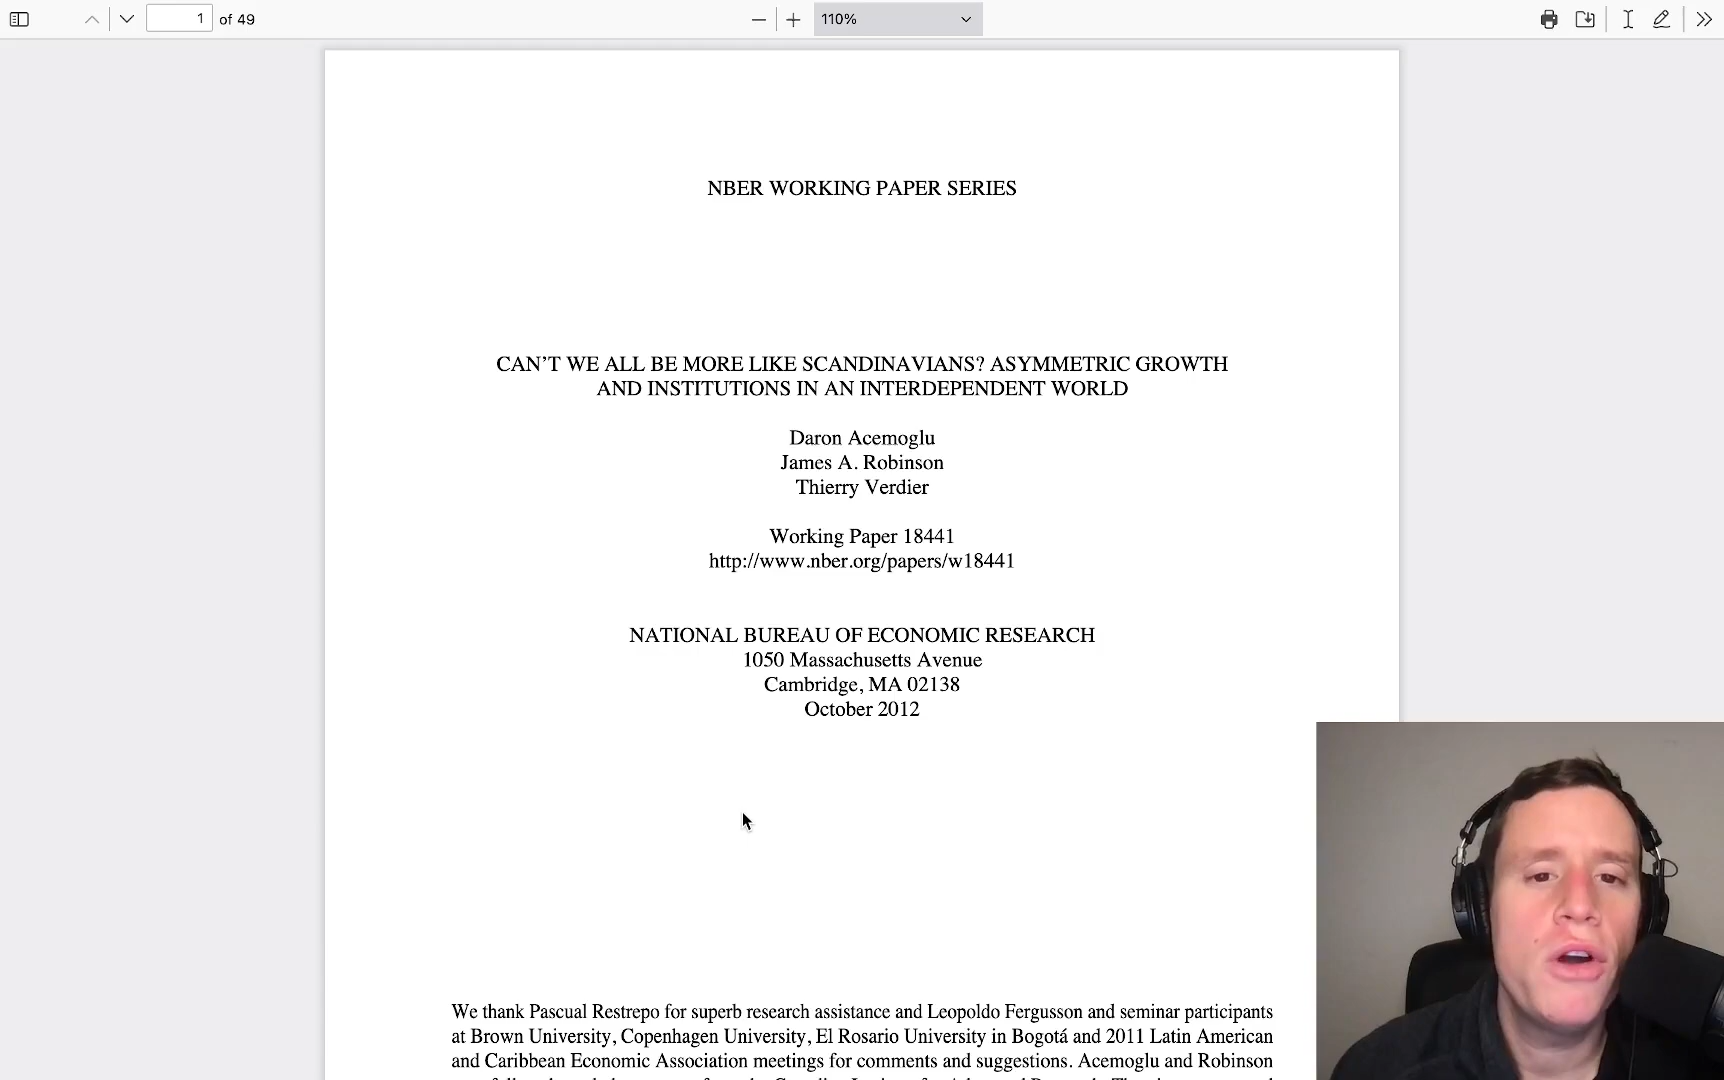 1 of 49 110%
NBER WORKING PAPER SERIES
CAN'T WE ALL BE MORE LIKE SCANDINAVIANS? ASYMMETRIC GROWTH
AND INSTITUTIONS IN AN INTERDEPENDENT WORLD
Daron Acemoglu
James A. Robinson
Thierry Verdier
Working Paper 18441
http://www.nber.org/papers/w18441
NATIONAL BUREAU OF ECONOMIC RESEARCH
1050 Massachusetts Avenue
Cambridge, MA 02138
October 2012
We thank Pascual Restrepo for superb research assistance and Leopoldo Fergusson and seminar participants
at Brown University, Copenhagen University, El Rosario University in Bogotá and 2011 Latin American
and Caribbean Economic Association meetings for comments and suggestions. Acemoglu and Robinson